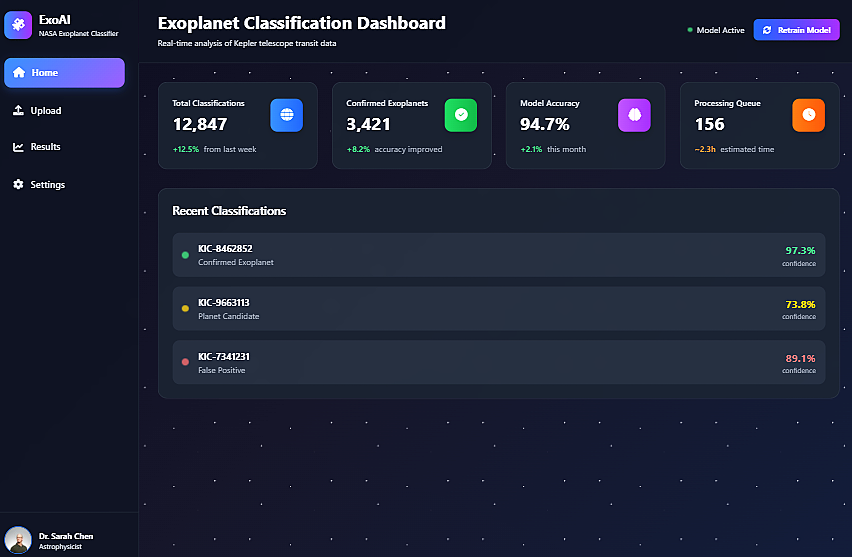 ExoAI
NASA Exoplanet Classifier
Home
Upload
Results
Settings
Dr. Sarah Chen
Astrophysicist
Exoplanet Classification Dashboard
Real-time analysis of Kepler telescope transit data
Model Active
Retrain Model
Total Classifications
12,847
+12.5% from last week
Confirmed Exoplanets
3,421
+8.2% accuracy improved
Model Accuracy
94.7%
+2.1% this month
Processing Queue
156
~2.3h estimated time
Recent Classifications
KIC-8462852
Confirmed Exoplanet
97.3%
confidence
KIC-9663113
Planet Candidate
73.8%
confidence
KIC-7341231
False Positive
89.1%
confidence